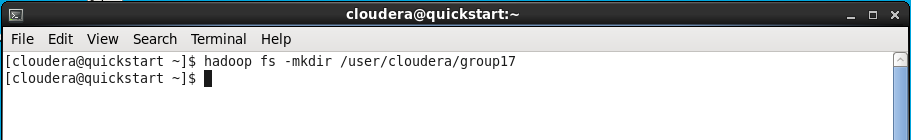 cloudera@quickstart:~
File Edit View Search Terminal Help
[cloudera@quickstart ~]$ hadoop fs -mkdir /user/cloudera/group17
[cloudera@quickstart ~]$